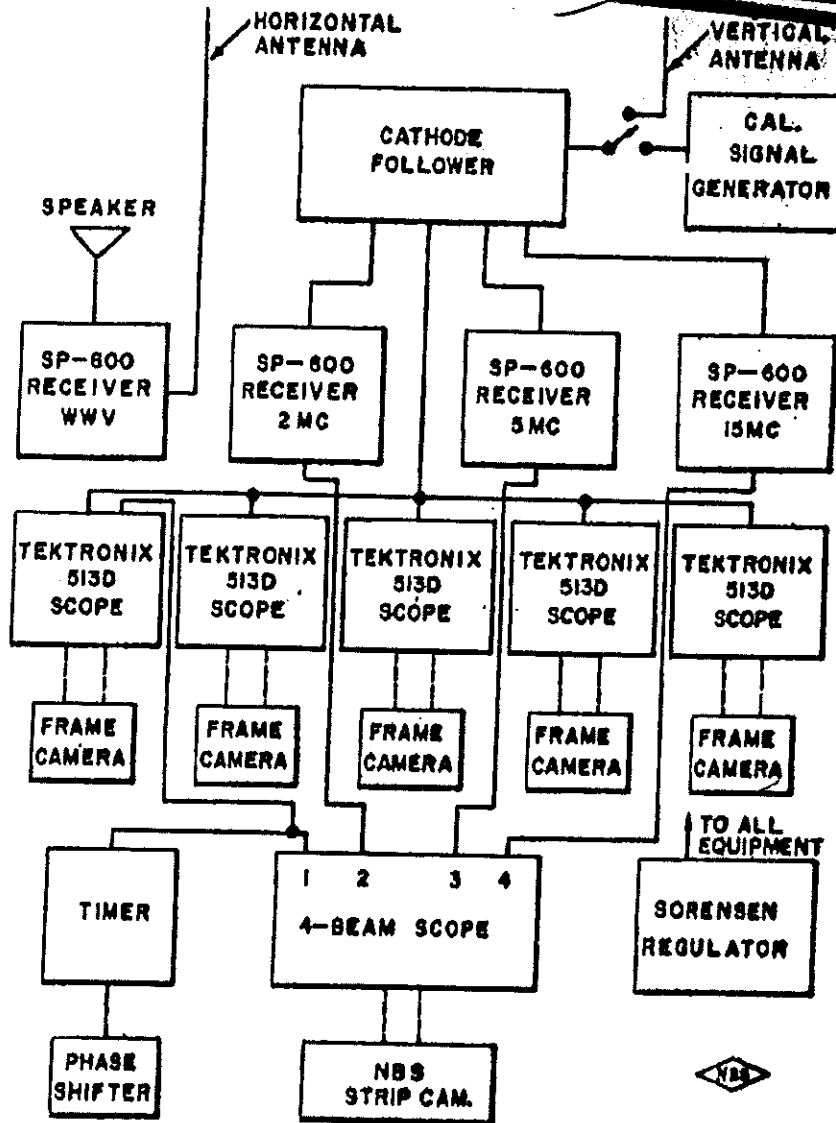 HORIZONTAL
ANTENNA
VERTICAL
ANTENNA
CATHODE
FOLLOWER
CAL.
SIGNAL
GENERATOR
SPEAKER
SP-600
RECEIVER
WWV
SP-600
RECEIVER
2 MC
SP-600
RECEIVER
5 MC
SP-600
RECEIVER
15 MC
TEKTRONIX
513D
SCOPE
TEKTRONIX
513D
SCOPE
TEKTRONIX
513D
SCOPE
TEKTRONIX
513D
SCOPE
TEKTRONIX
513D
SCOPE
FRAME
CAMERA
FRAME
CAMERA
FRAME
CAMERA
FRAME
CAMERA
FRAME
CAMERA
TO ALL
EQUIPMENT
TIMER
1 2 3 4
4-BEAM SCOPE
SORENSEN
REGULATOR
PHASE
SHIFTER
NBS
STRIP CAM.
NBS